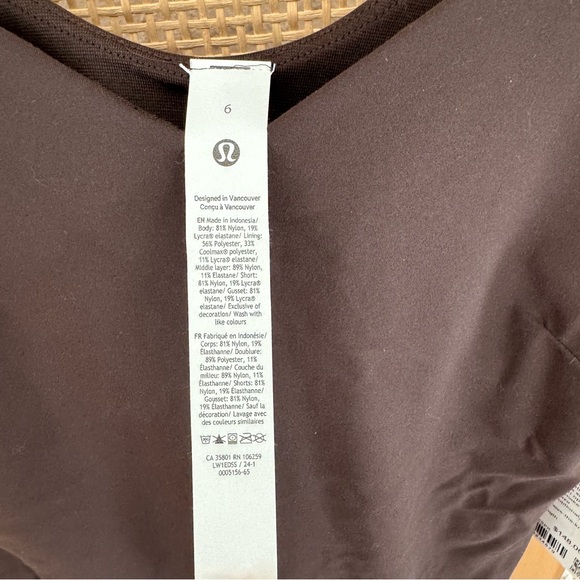 6
Designed in Vancouver
Conçu à Vancouver
EN Made in Indonesia/
Body: 81% Nylon, 19%
Lycra® elastane/ Lining:
56% Polyester, 33%
Coolmax® polyester,
11% Lycra® elastane/
Middle layer: 89% Nylon,
11% Elastane/ Short:
81% Nylon, 19% Lycra®
elastane/ Gusset: 81%
Nylon, 19% Lycra®
elastane/ Exclusive of
decoration/ Wash with
like colours
FR Fabriqué en Indonésie/
Corps: 81% Nylon, 19%
Élasthanne/ Doublure:
89% Polyester, 11%
Élasthanne/ Couche du
milieu: 89% Nylon, 11%
Élasthanne/ Shorts: 81%
Nylon, 19% Élasthanne/
Gousset: 81% Nylon,
19% Élasthanne/ Sauf la
décoration/ Lavage avec
des couleurs similaires
CA 35801 RN 106259
LW1EDSS / 24-1
0005156-65
$148